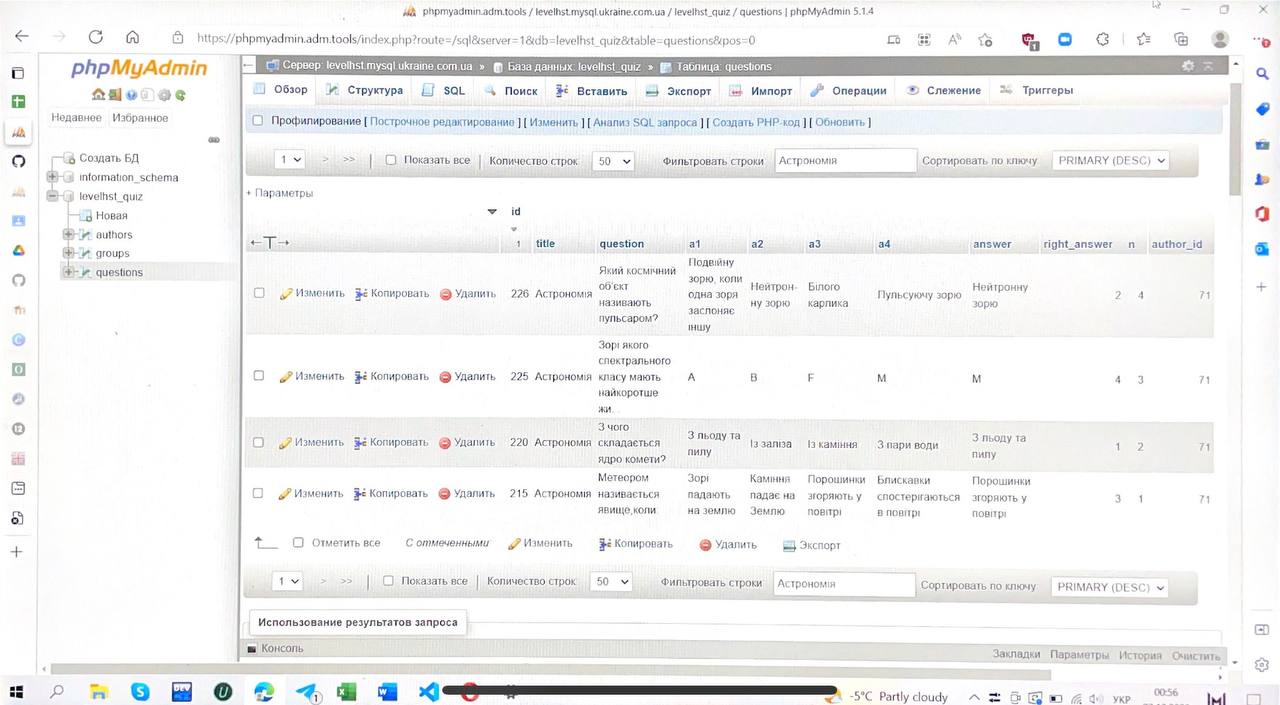 phpmyadmin.adm.tools / levelhst.mysql.ukraine.com.ua / levelhst_quiz / questions | phpMyAdmin 5.1.4
https://phpmyadmin.adm.tools/index.php?route=/sql&server=1&db=levelhst_quiz&table=questions&pos=0
phpMyAdmin
Недавнее Избранное
Создать БД
information_schema
levelhst_quiz
Новая
authors
groups
questions
Сервер: levelhst.mysql.ukraine.com.ua » База данных: levelhst_quiz » Таблица: questions
Обзор Структура SQL Поиск Вставить Экспорт Импорт Операции Слежение Триггеры
Профилирование [ Построчное редактирование ] [ Изменить ] [ Анализ SQL запроса ] [ Создать PHP-код ] [ Обновить ]
1 > >> | Показать все | Количество строк 50 Фильтровать строки Астрономія Сортировать по ключу PRIMARY (DESC)
+ Параметры
id
←T→ 1 title question a1 a2 a3 a4 answer right_answer n author_id
Изменить Копировать Удалить 226 Астрономія
Який космічний
об'єкт
називають
пульсаром?
Подвійну
зорю, коли
одна зоря
заслоняє
іншу
Нейтрон-
ну зорю
Білого
карлика
Пульсуючу зорю
Нейтронну
зорю
2 4 71
Изменить Копировать Удалить 225 Астрономія
Зорі якого
спектрального
класу мають
найкоротше
жи...
A B F M M 4 3 71
Изменить Копировать Удалить 220 Астрономія
З чого
складається
ядро комети?
З льоду та
пилу
Із заліза Із каміння З пари води
З льоду та
пилу
1 2 71
Изменить Копировать Удалить 215 Астрономія
Метеором
називається
явище,коли:
Зорі
падають
на землю
Каміння
падає на
Землю
Порошинки
згоряють у
повітрі
Блискавки
спостерігаються
в повітрі
Порошинки
згоряють у
повітрі
3 1 71
Отметить все С отмеченными: Изменить Копировать Удалить Экспорт
1 > >> | Показать все | Количество строк 50 Фильтровать строки Астрономія Сортировать по ключу PRIMARY (DESC)
Использование результатов запроса
Консоль Закладки Параметры История Очистить
-5°C Partly cloudy УКР 00:56